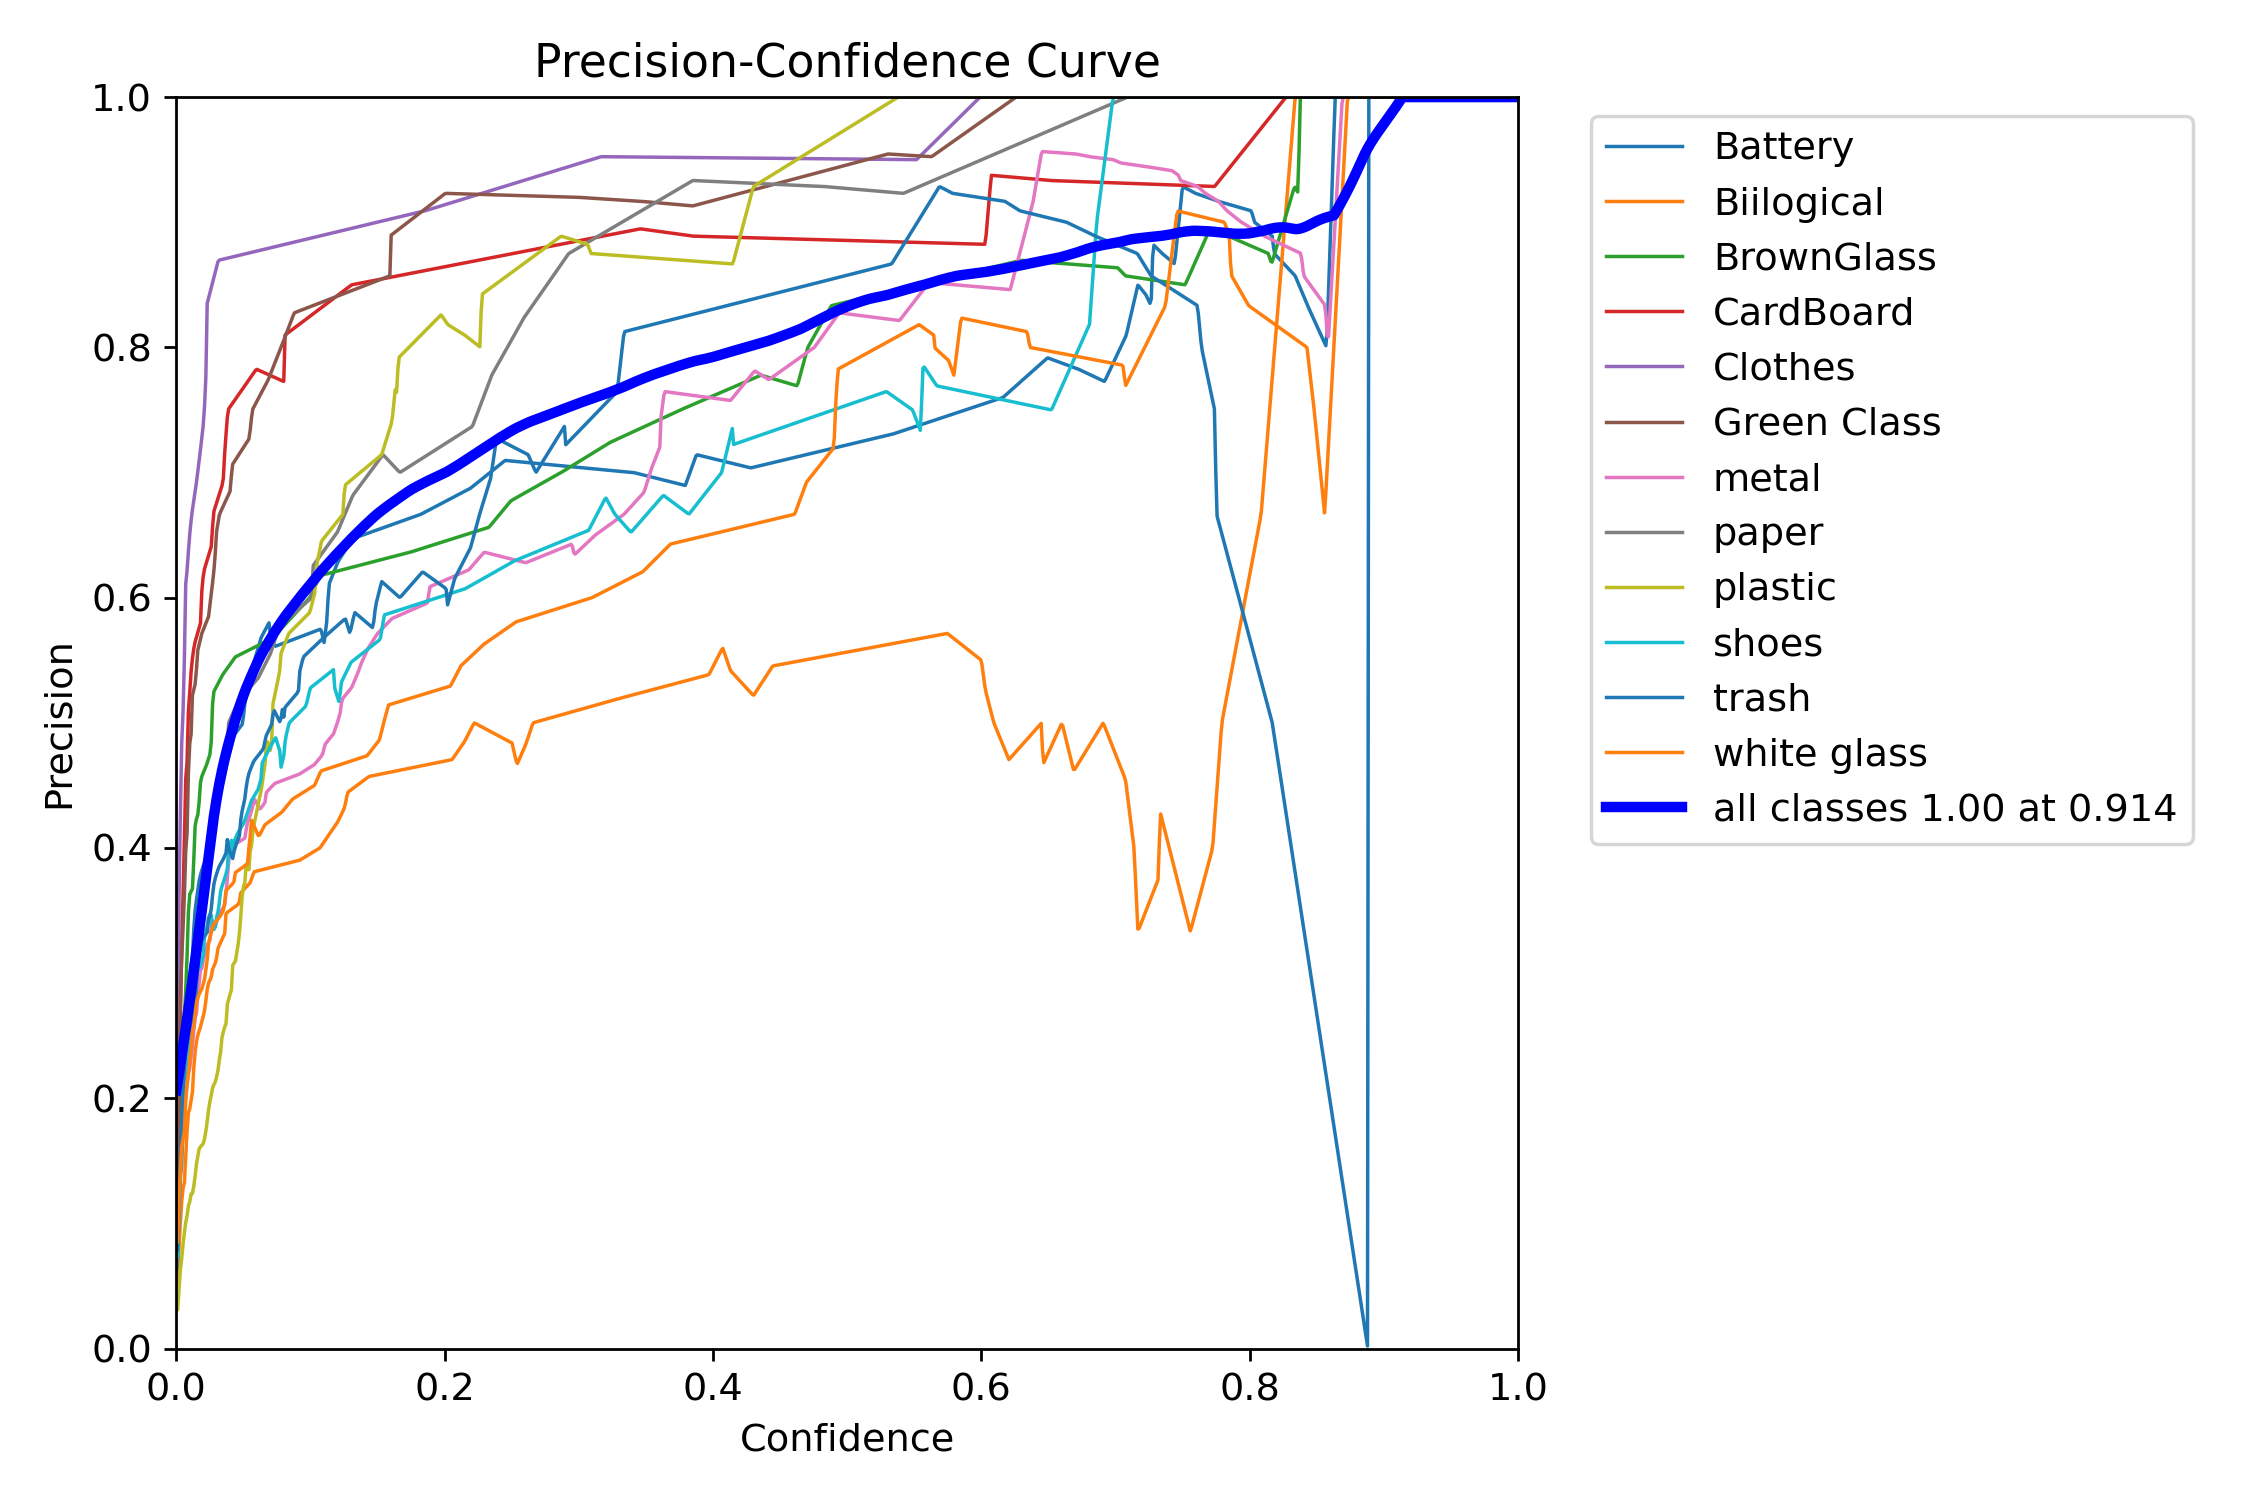 Precision-Confidence Curve
1.0
0.8
0.6
0.4
0.2
0.0
Precision
0.0 0.2 0.4 0.6 0.8 1.0
Confidence
Battery
Biilogical
BrownGlass
CardBoard
Clothes
Green Class
metal
paper
plastic
shoes
trash
white glass
all classes 1.00 at 0.914